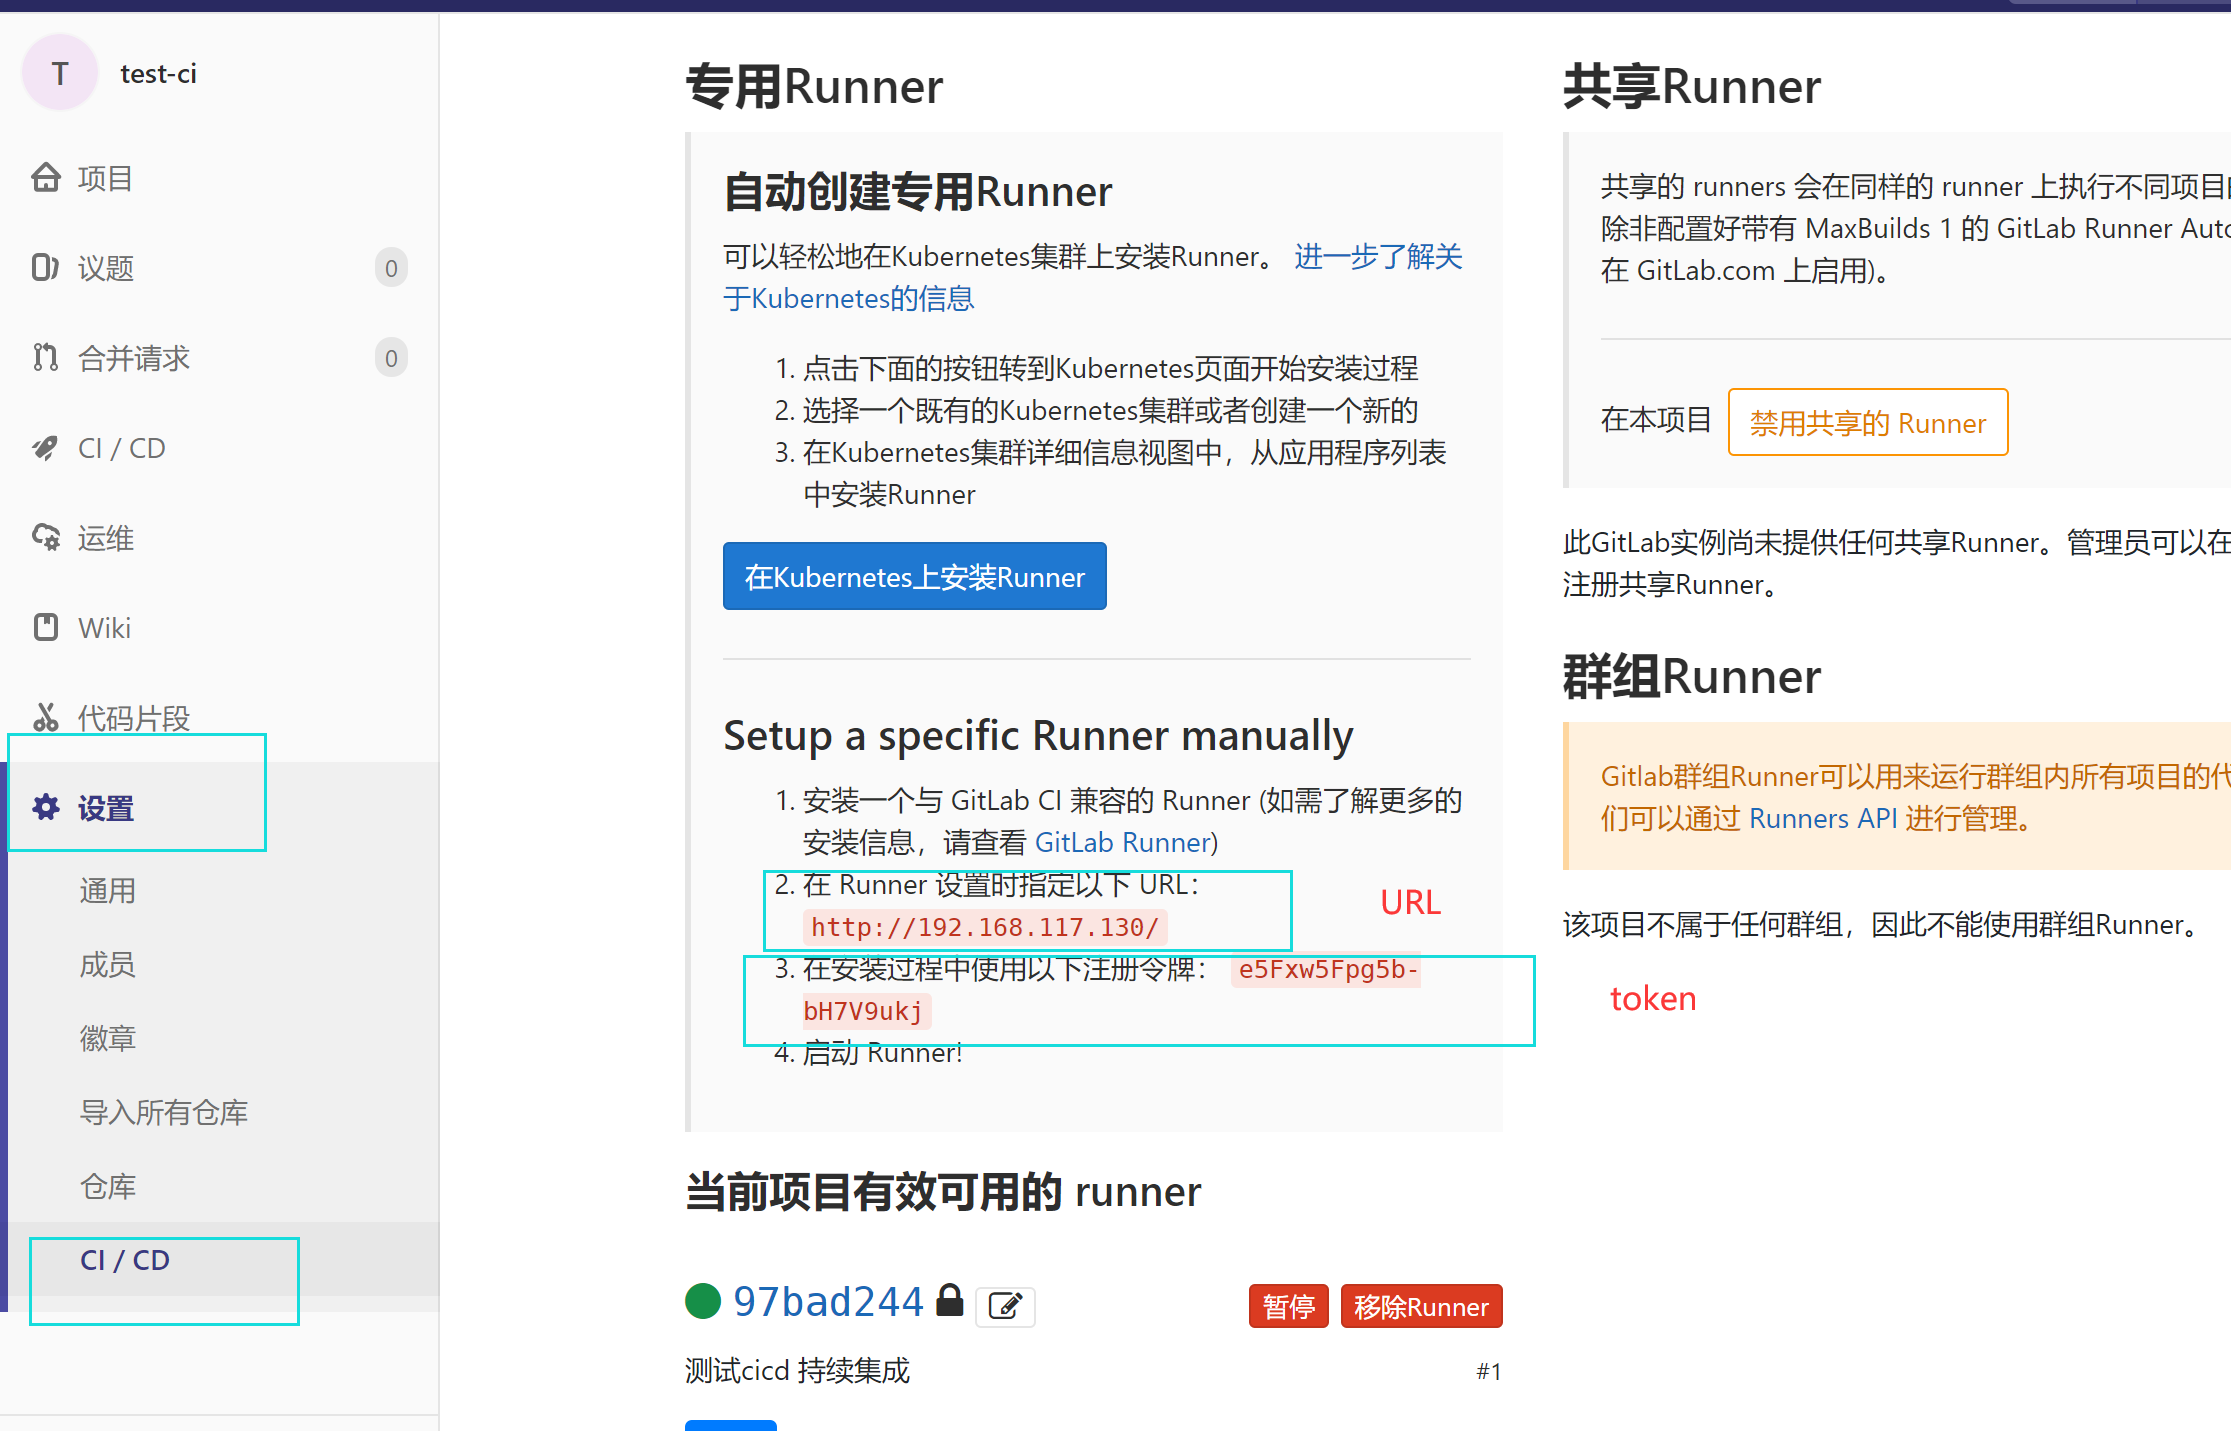 T test-ci
项目
议题 0
合并请求 0
CI / CD
运维
Wiki
代码片段
设置
通用
成员
徽章
导入所有仓库
仓库
CI / CD
专用Runner
自动创建专用Runner
可以轻松地在Kubernetes集群上安装Runner。 进一步了解关
于Kubernetes的信息
1. 点击下面的按钮转到Kubernetes页面开始安装过程
2. 选择一个既有的Kubernetes集群或者创建一个新的
3. 在Kubernetes集群详细信息视图中，从应用程序列表
中安装Runner
在Kubernetes上安装Runner
Setup a specific Runner manually
1. 安装一个与 GitLab CI 兼容的 Runner (如需了解更多的
安装信息，请查看 GitLab Runner)
2. 在 Runner 设置时指定以下 URL：
http://192.168.117.130/
URL
3. 在安装过程中使用以下注册令牌： e5Fxw5Fpg5b-
bH7V9ukj
token
4. 启动 Runner!
当前项目有效可用的 runner
97bad244
暂停 移除Runner
测试cicd 持续集成 #1
共享Runner
共享的 runners 会在同样的 runner 上执行不同项目的
除非配置好带有 MaxBuilds 1 的 GitLab Runner Auto
在 GitLab.com 上启用)。
在本项目 禁用共享的 Runner
此GitLab实例尚未提供任何共享Runner。管理员可以在
注册共享Runner。
群组Runner
Gitlab群组Runner可以用来运行群组内所有项目的代
们可以通过 Runners API 进行管理。
该项目不属于任何群组，因此不能使用群组Runner。